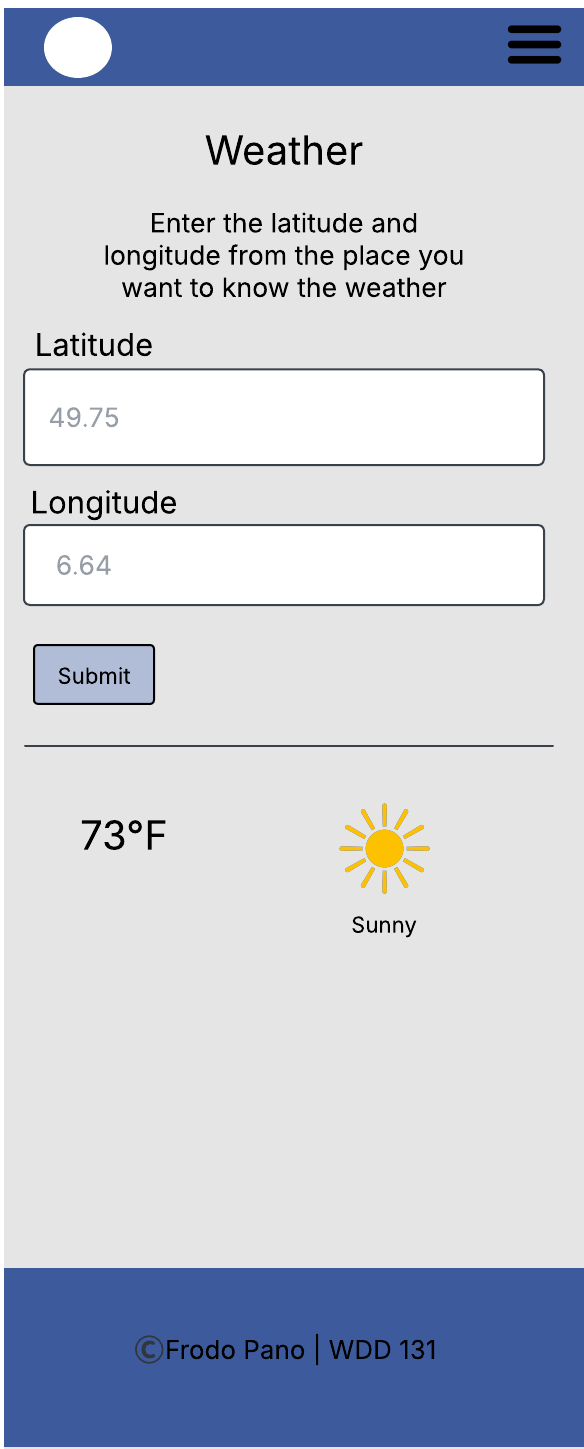 Weather
Enter the latitude and
longitude from the place you
want to know the weather
Latitude
49.75
Longitude
6.64
Submit
73°F
Sunny
©Frodo Pano | WDD 131